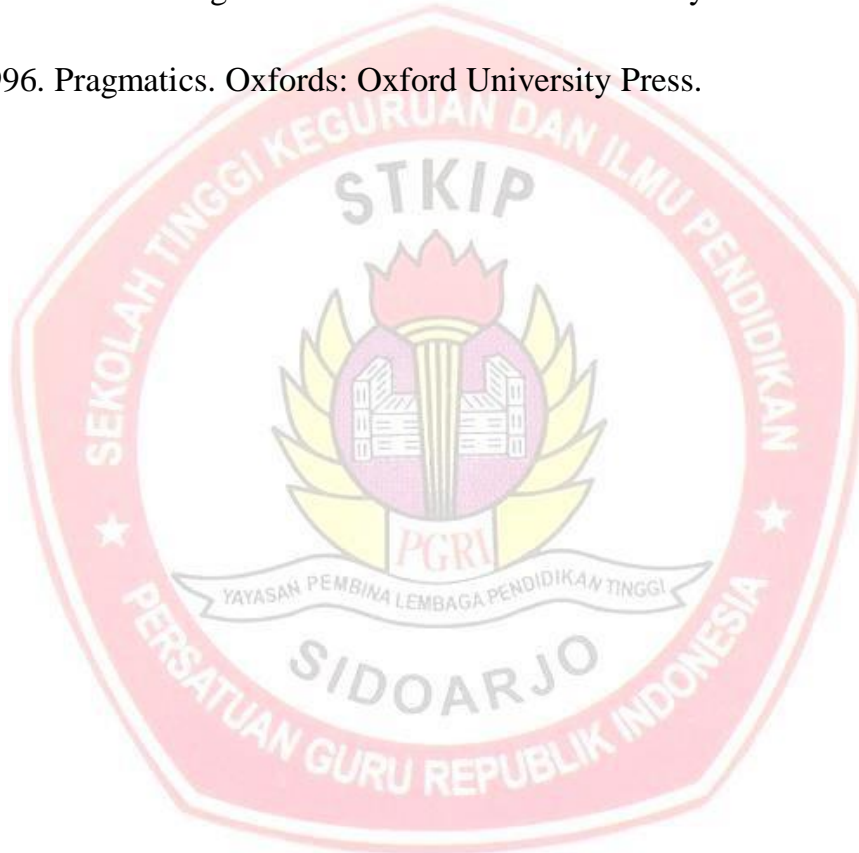 96. Pragmatics. Oxfords: Oxford University Press.
SEKOLAH TINGGI KEGURUAN DAN ILMU PENDIDIKAN
STKIP
PGRI
YAYASAN PEMBINA LEMBAGA PENDIDIKAN TINGGI
SIDOARJO
PERSATUAN GURU REPUBLIK INDONESIA